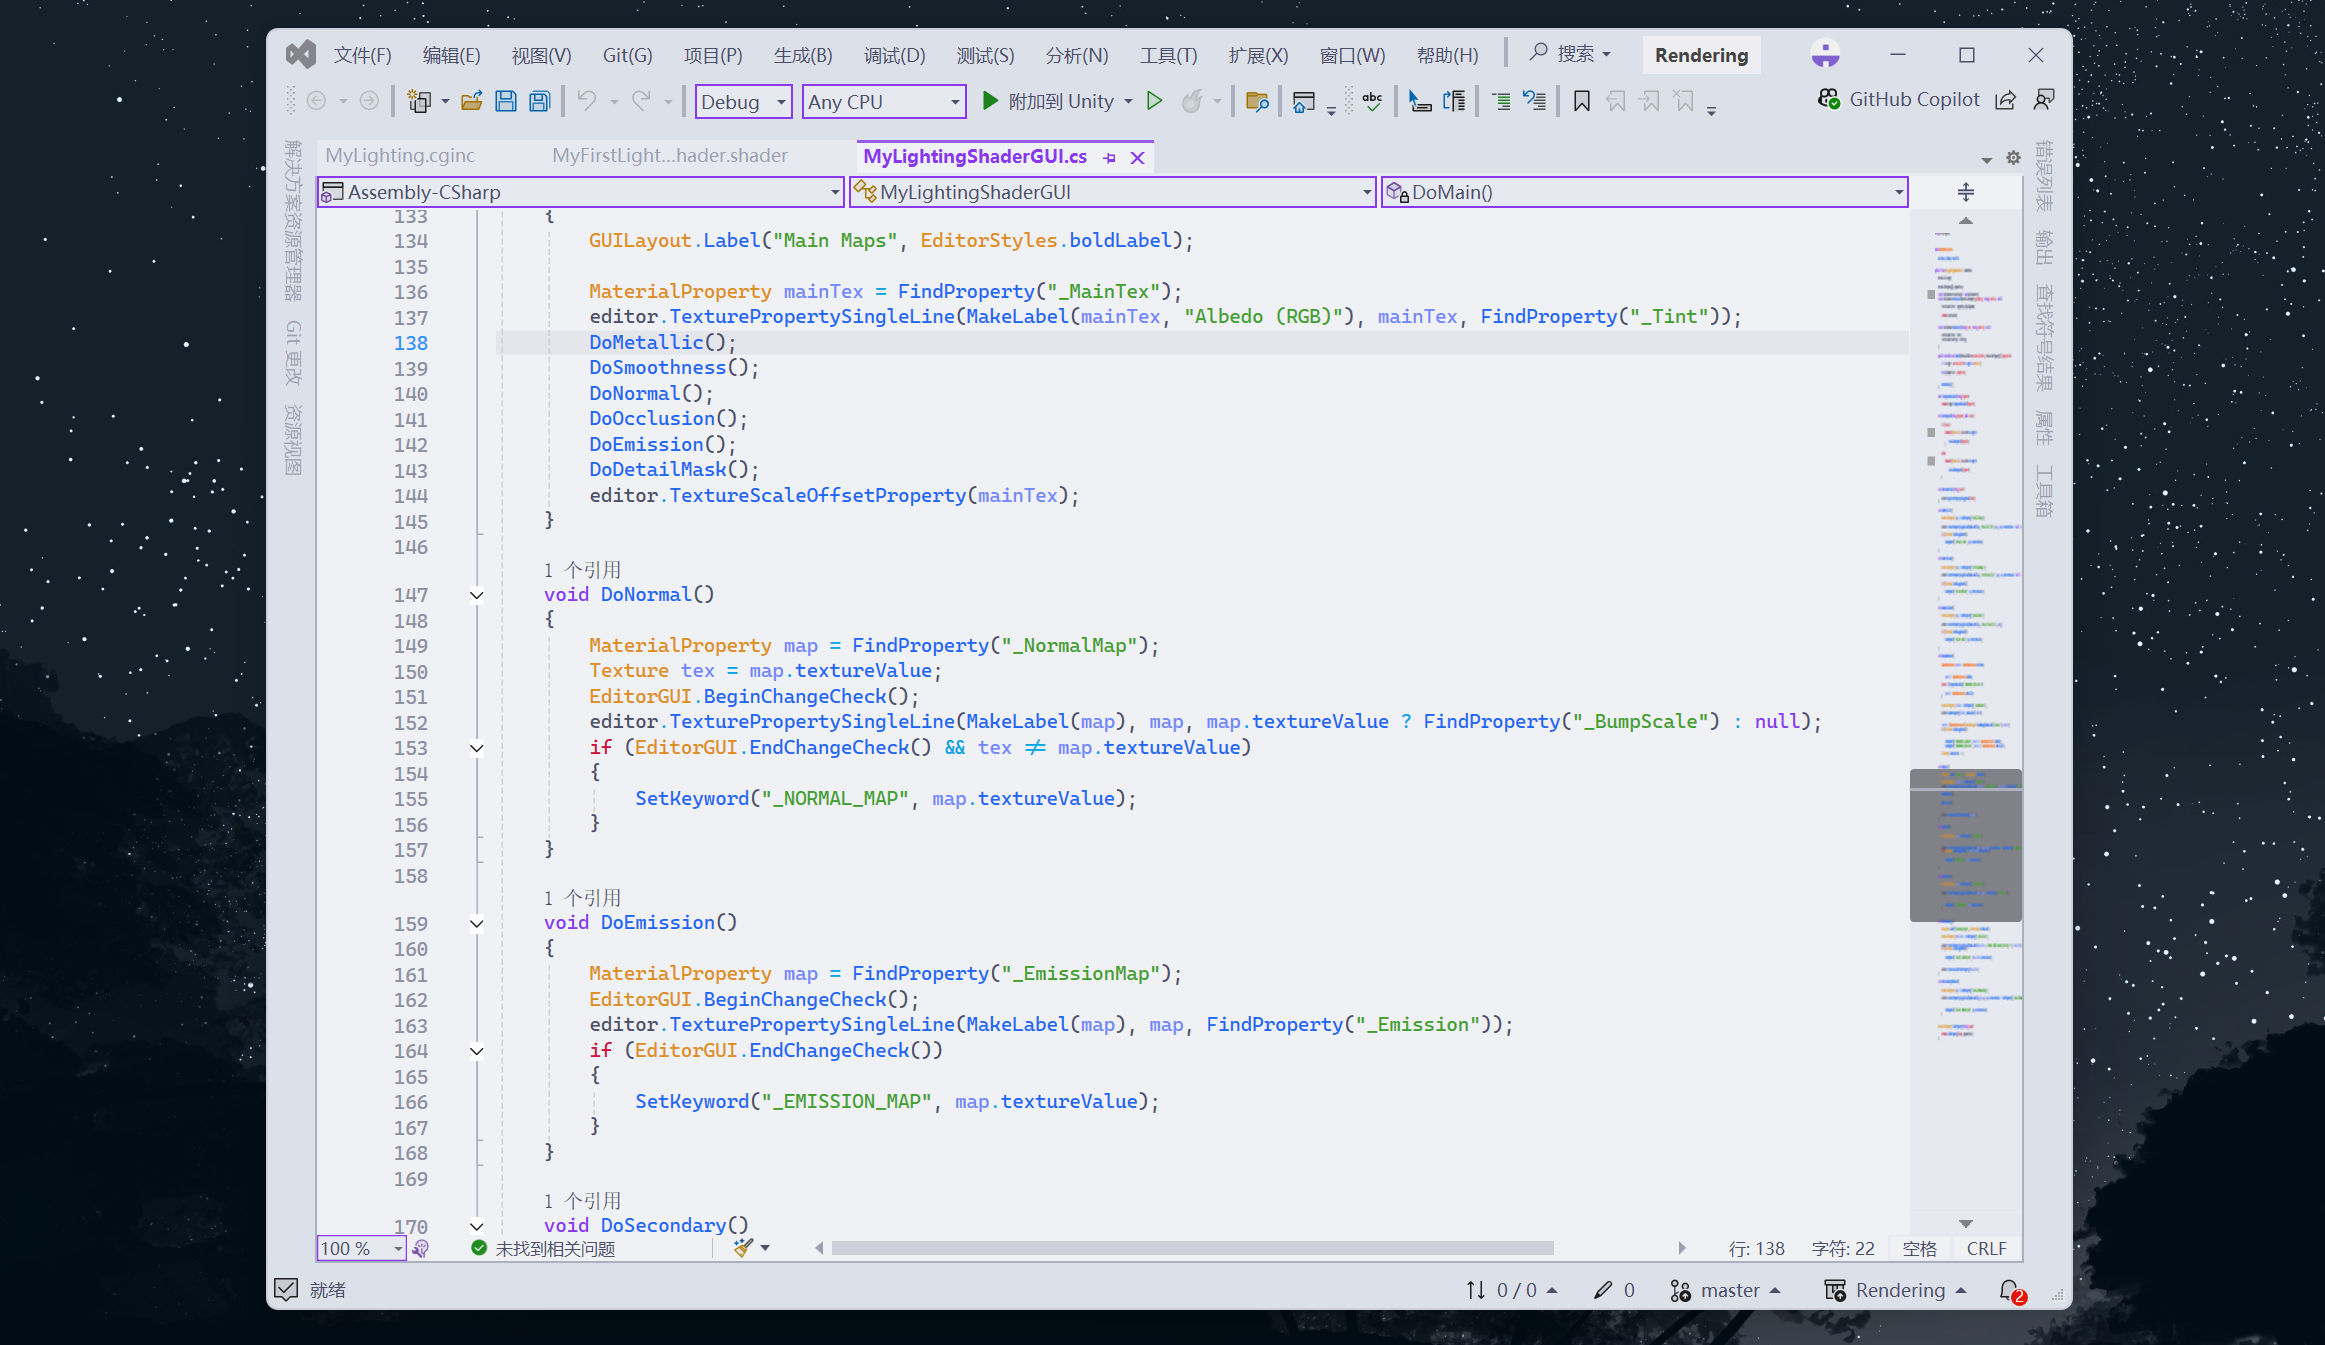 文件(F) 编辑(E) 视图(V) Git(G) 项目(P) 生成(B) 调试(D) 测试(S) 分析(N) 工具(T) 扩展(X) 窗口(W) 帮助(H) 搜索 Rendering
Debug Any CPU 附加到 Unity abc GitHub Copilot
解决方案资源管理器
Git 更改
资源视图
MyLighting.cginc MyFirstLight...hader.shader MyLightingShaderGUI.cs
Assembly-CSharp MyLightingShaderGUI DoMain()
133 {
134 GUILayout.Label("Main Maps", EditorStyles.boldLabel);
135
136 MaterialProperty mainTex = FindProperty("_MainTex");
137 editor.TexturePropertySingleLine(MakeLabel(mainTex, "Albedo (RGB)"), mainTex, FindProperty("_Tint"));
138 DoMetallic();
139 DoSmoothness();
140 DoNormal();
141 DoOcclusion();
142 DoEmission();
143 DoDetailMask();
144 editor.TextureScaleOffsetProperty(mainTex);
145 }
146
1 个引用
147 void DoNormal()
148 {
149 MaterialProperty map = FindProperty("_NormalMap");
150 Texture tex = map.textureValue;
151 EditorGUI.BeginChangeCheck();
152 editor.TexturePropertySingleLine(MakeLabel(map), map, map.textureValue ? FindProperty("_BumpScale") : null);
153 if (EditorGUI.EndChangeCheck() && tex ≠ map.textureValue)
154 {
155 SetKeyword("_NORMAL_MAP", map.textureValue);
156 }
157 }
158
1 个引用
159 void DoEmission()
160 {
161 MaterialProperty map = FindProperty("_EmissionMap");
162 EditorGUI.BeginChangeCheck();
163 editor.TexturePropertySingleLine(MakeLabel(map), map, FindProperty("_Emission"));
164 if (EditorGUI.EndChangeCheck())
165 {
166 SetKeyword("_EMISSION_MAP", map.textureValue);
167 }
168 }
169
1 个引用
170 void DoSecondary()
错误列表
输出
查找符号结果
属性
工具箱
100 % 未找到相关问题 行: 138 字符: 22 空格 CRLF
就绪 0 / 0 0 master Rendering 2